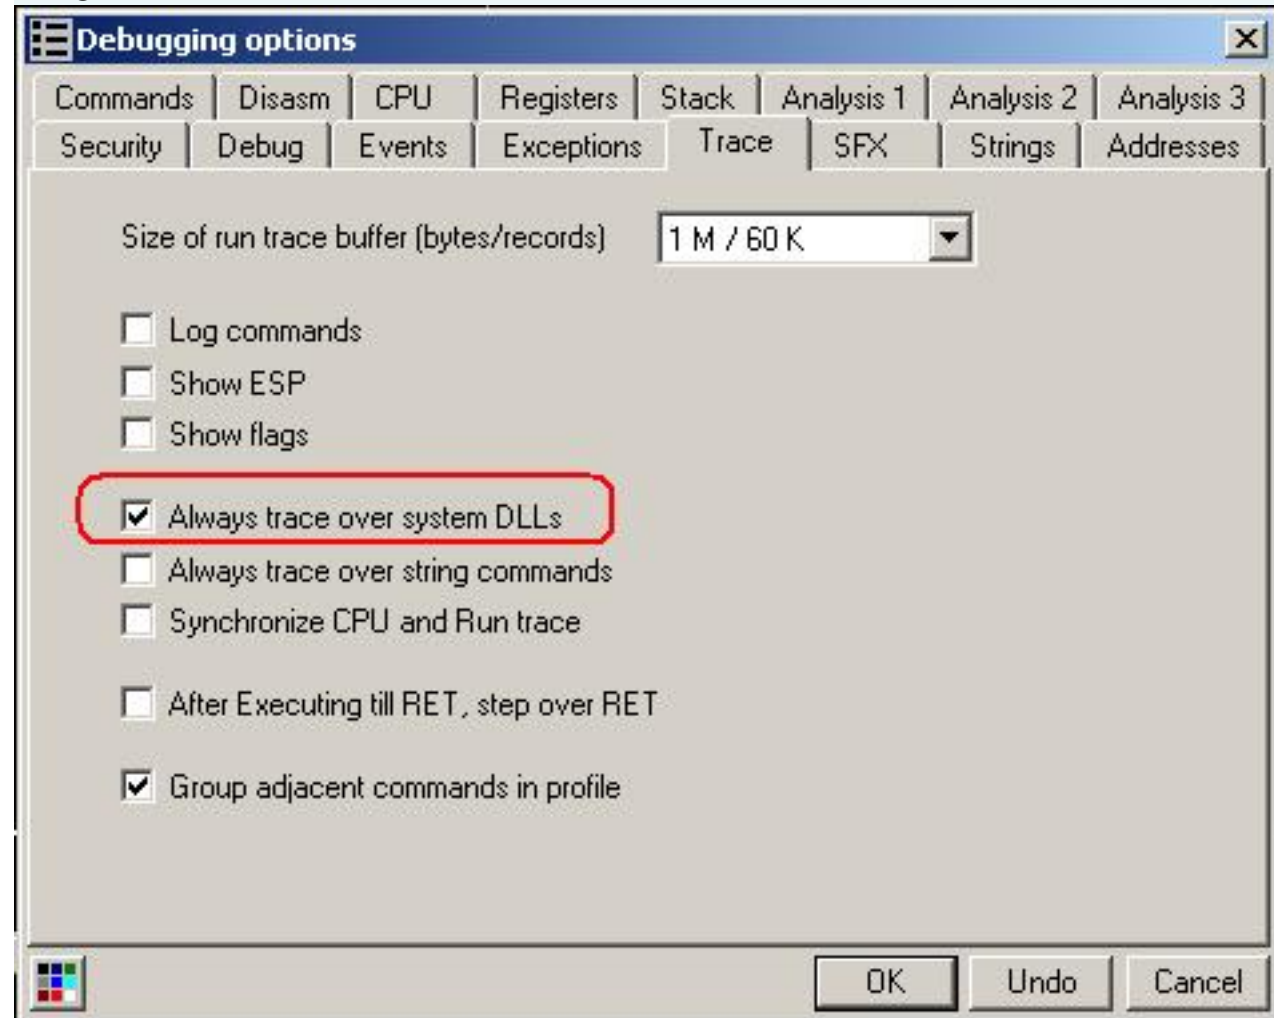 Debugging options
Commands Disasm CPU Registers Stack Analysis 1 Analysis 2 Analysis 3
Security Debug Events Exceptions Trace SFX Strings Addresses
Size of run trace buffer (bytes/records) 1 M / 60 K
Log commands
Show ESP
Show flags
Always trace over system DLLs
Always trace over string commands
Synchronize CPU and Run trace
After Executing till RET, step over RET
Group adjacent commands in profile
OK Undo Cancel